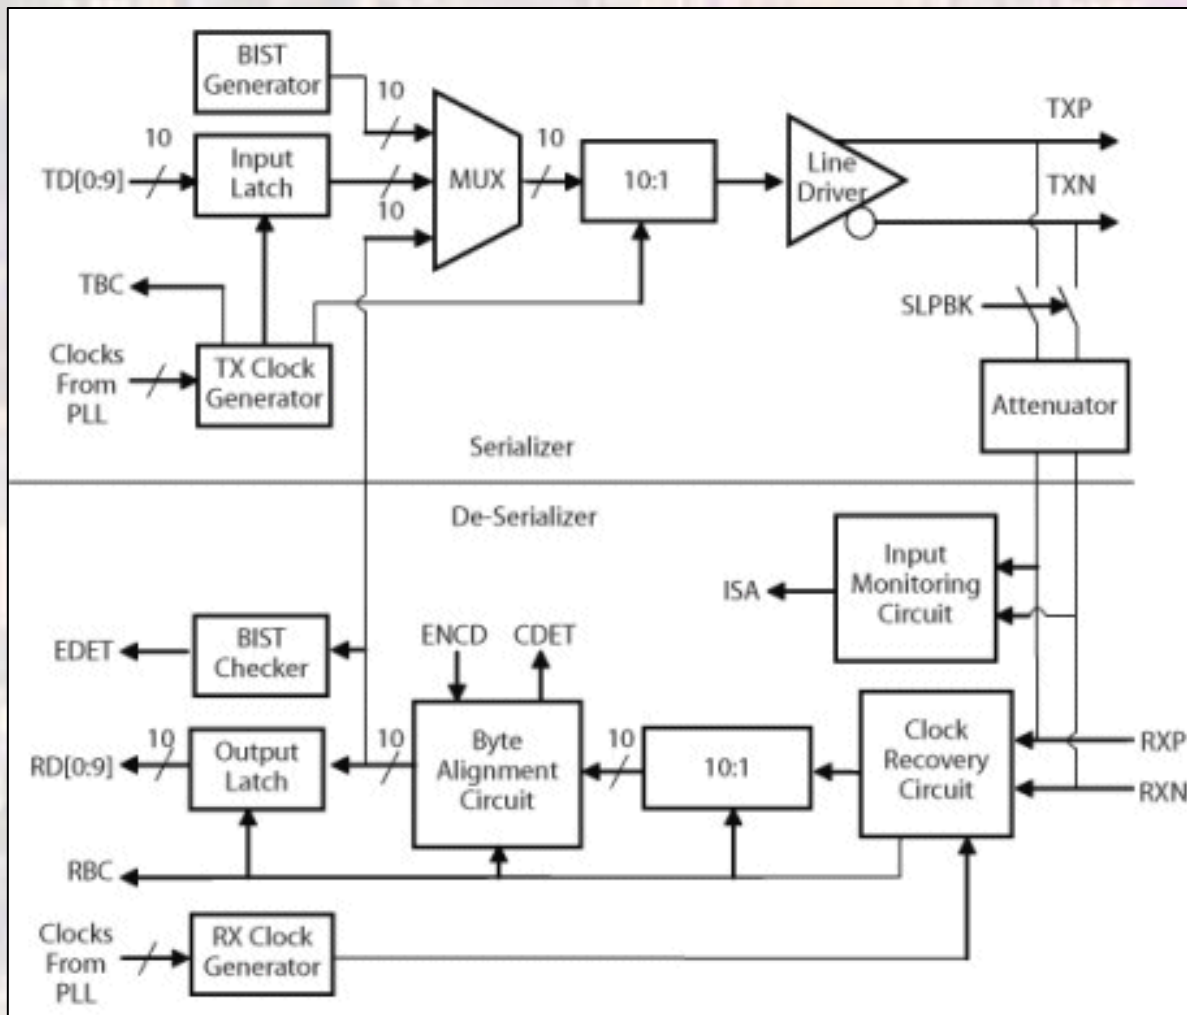 BIST
Generator
10
10
TD[0:9]
Input
Latch
10
MUX
10
10:1
Line
Driver
TXP
TXN
TBC
SLPBK
Clocks
From
PLL
TX Clock
Generator
Attenuator
Serializer
De-Serializer
Input
Monitoring
Circuit
ISA
EDET
BIST
Checker
ENCD
CDET
RD[0:9]
10
Output
Latch
10
Byte
Alignment
Circuit
10
10:1
Clock
Recovery
Circuit
RXP
RXN
RBC
Clocks
From
PLL
RX Clock
Generator